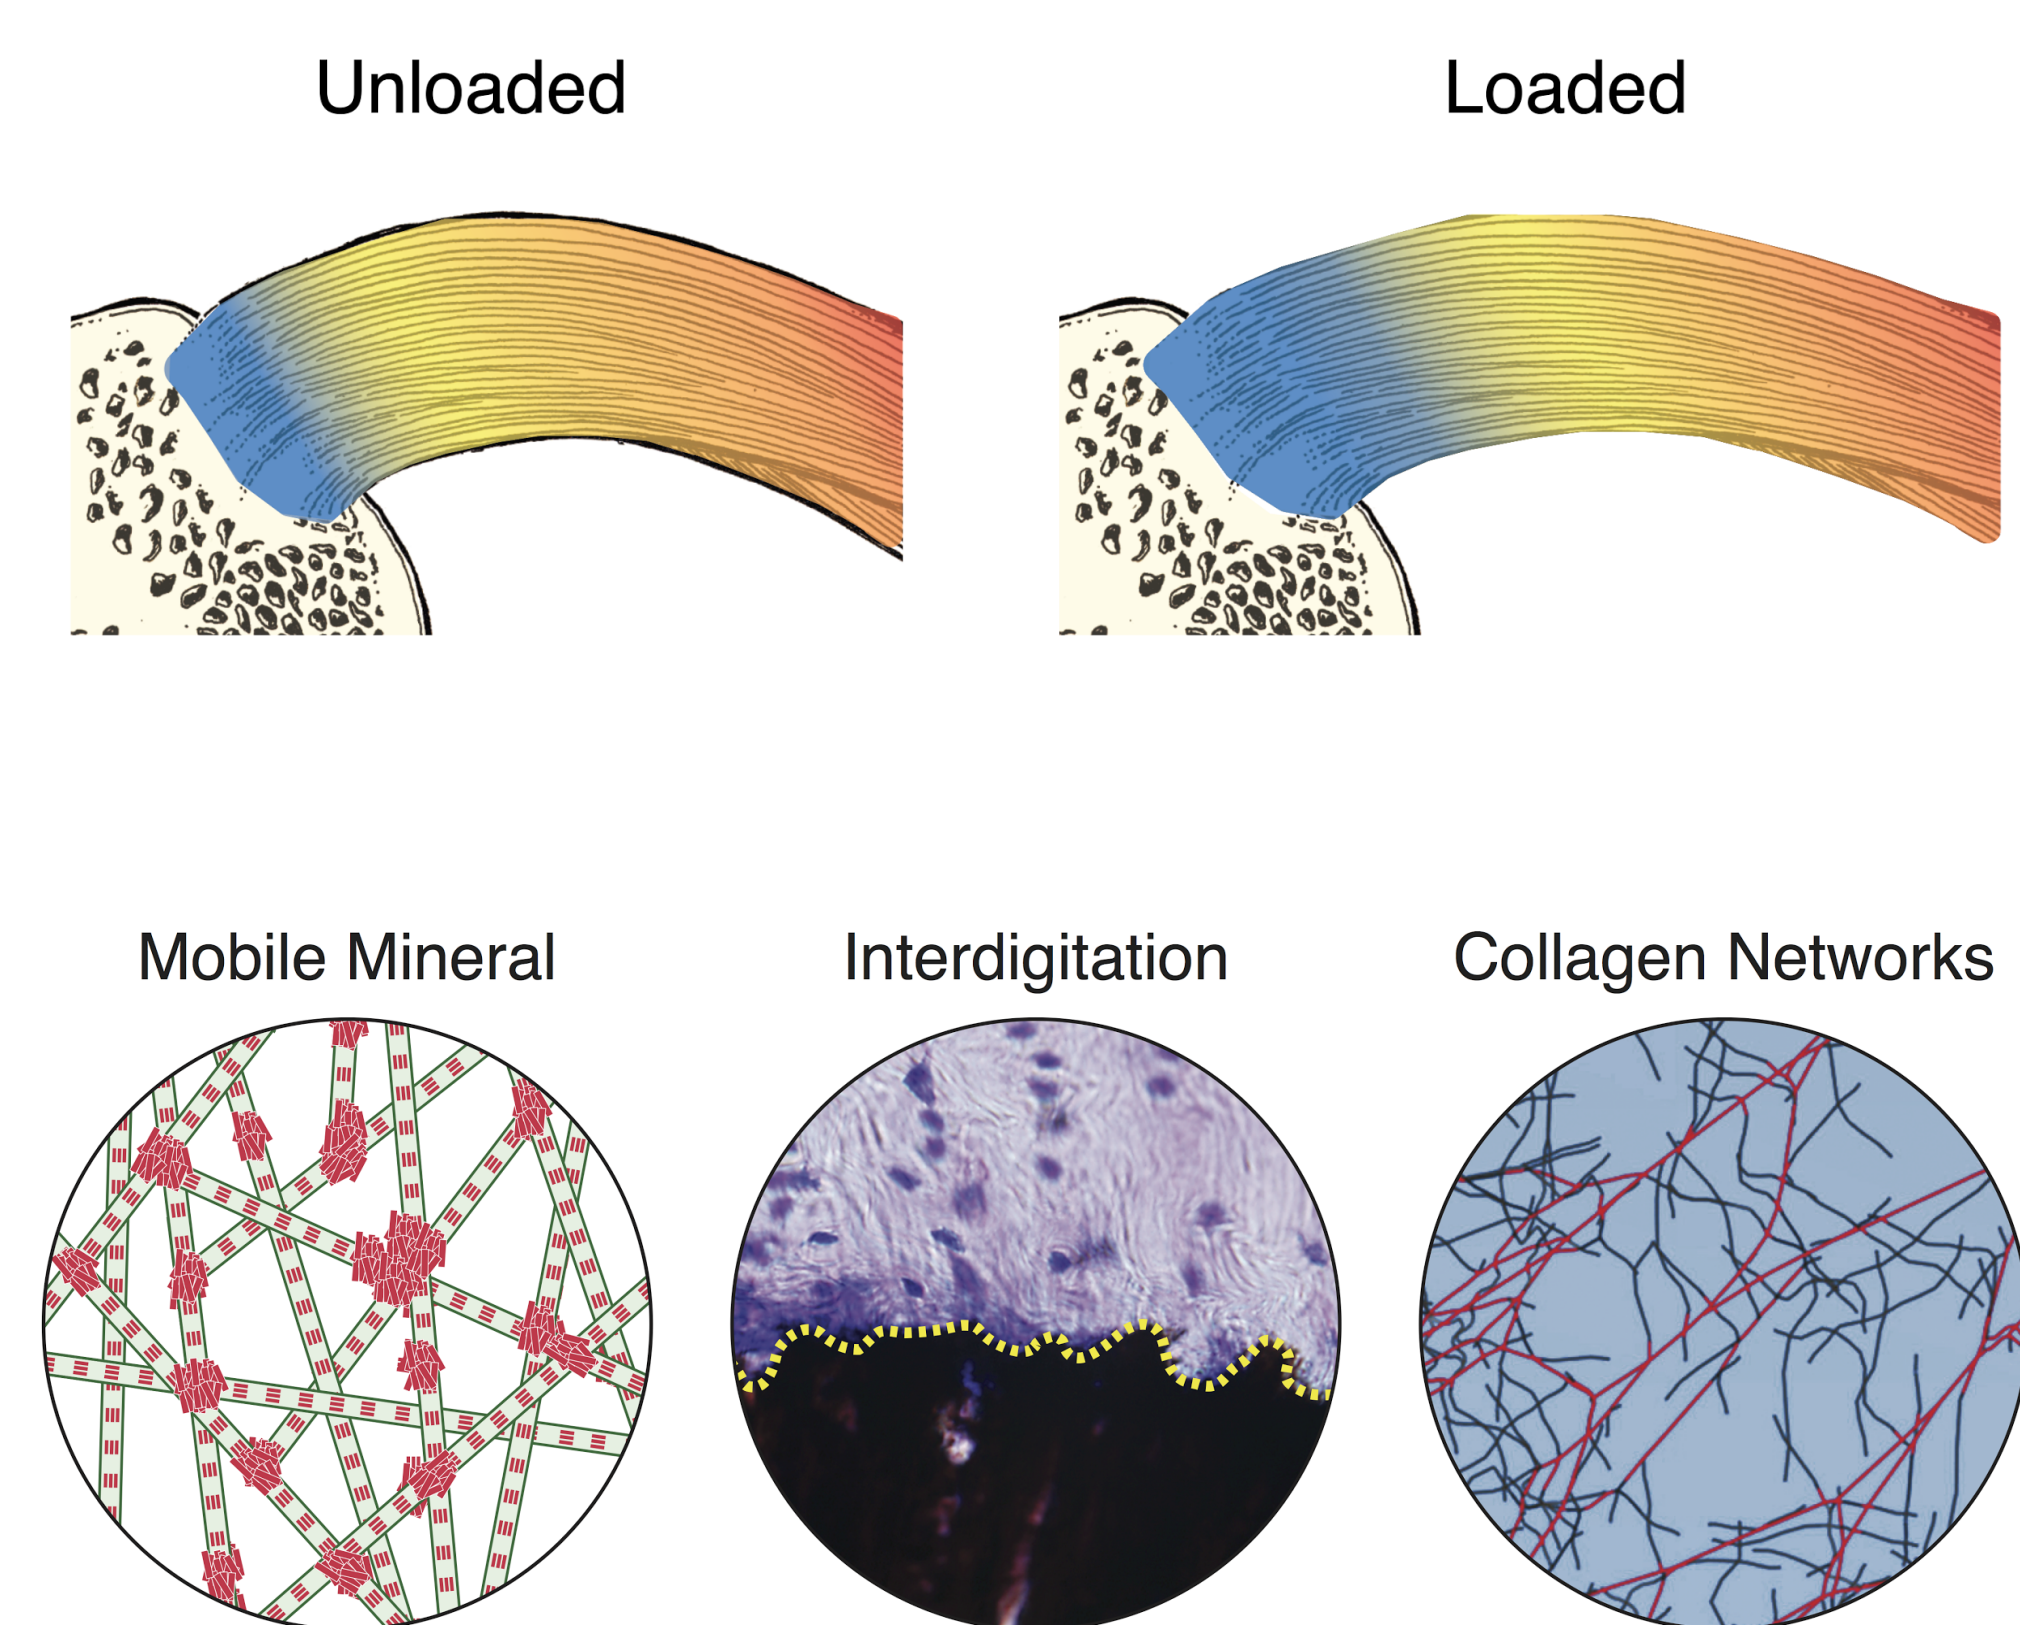 Unloaded
Loaded
Mobile Mineral
Interdigitation
Collagen Networks